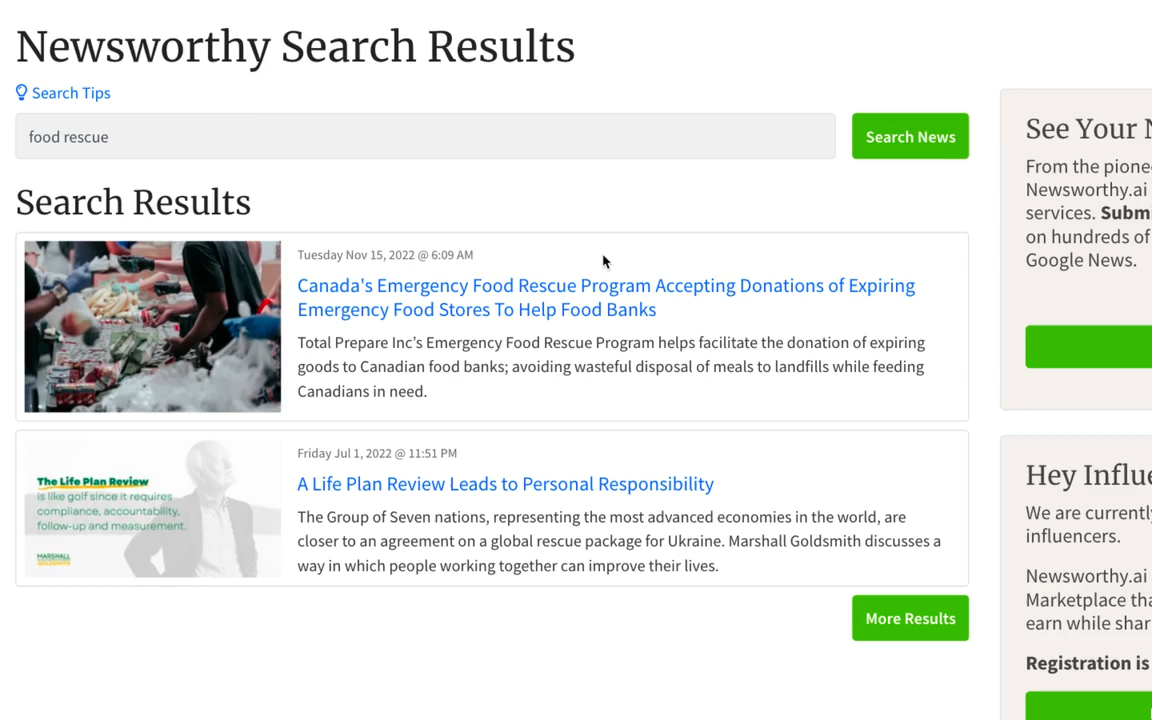 Newsworthy Search Results
Search Tips
food rescue
Search News
Search Results
Tuesday Nov 15, 2022 @ 6:09 AM
Canada's Emergency Food Rescue Program Accepting Donations of Expiring
Emergency Food Stores To Help Food Banks
Total Prepare Inc’s Emergency Food Rescue Program helps facilitate the donation of expiring
goods to Canadian food banks; avoiding wasteful disposal of meals to landfills while feeding
Canadians in need.
The Life Plan Review
is like golf since it requires
compliance, accountability,
follow-up and measurement.
MARSHALL
GOLDSMITH
Friday Jul 1, 2022 @ 11:51 PM
A Life Plan Review Leads to Personal Responsibility
The Group of Seven nations, representing the most advanced economies in the world, are
closer to an agreement on a global rescue package for Ukraine. Marshall Goldsmith discusses a
way in which people working together can improve their lives.
More Results
See Your
From the
Newsworthy.ai
services.
on hundreds of
Google News.
Hey
We are currently
influencers.
Newsworthy.ai
Marketplace
earn while
Registration is